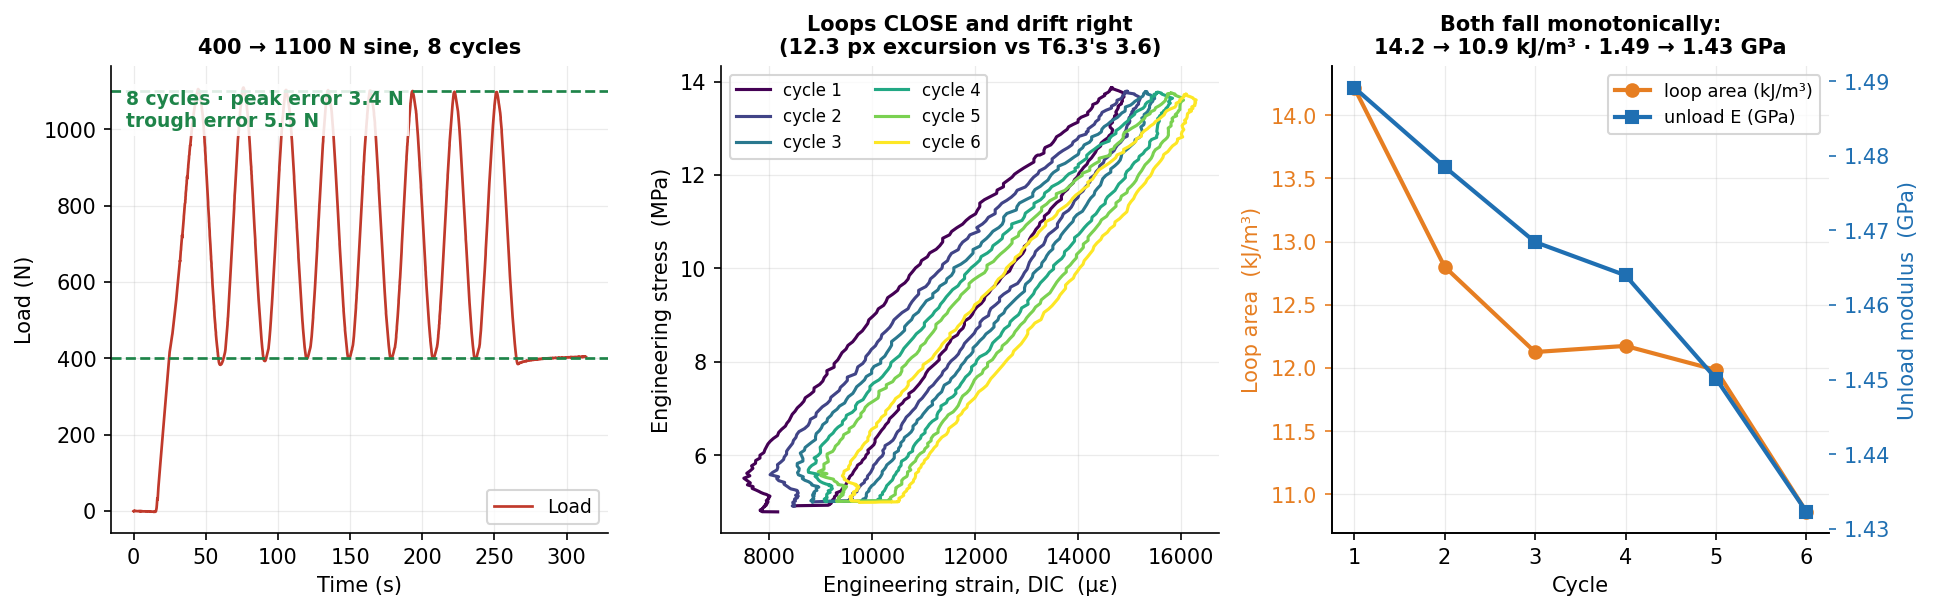 400 → 1100 N sine, 8 cycles
8 cycles · peak error 3.4 N
trough error 5.5 N
1000
800
600
400
200
0
Load (N)
Load
0 50 100 150 200 250 300
Time (s)
Loops CLOSE and drift right
(12.3 px excursion vs T6.3's 3.6)
cycle 1 cycle 4
cycle 2 cycle 5
cycle 3 cycle 6
14
12
10
8
6
Engineering stress (MPa)
8000 10000 12000 14000 16000
Engineering strain, DIC (με)
Both fall monotonically:
14.2 → 10.9 kJ/m³ · 1.49 → 1.43 GPa
loop area (kJ/m³)
unload E (GPa)
14.0
13.5
13.0
12.5
12.0
11.5
11.0
Loop area (kJ/m³)
1.49
1.48
1.47
1.46
1.45
1.44
1.43
Unload modulus (GPa)
1 2 3 4 5 6
Cycle